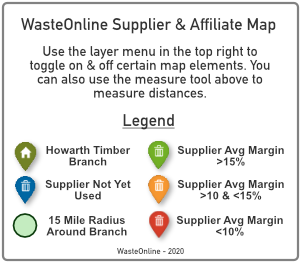 WasteOnline Supplier & Affiliate Map
Use the layer menu in the top right to
toggle on & off certain map elements. You
can also use the measure tool above to
measure distances.
Legend
Howarth Timber
Branch
Supplier Avg Margin
>15%
Supplier Not Yet
Used
Supplier Avg Margin
>10 & <15%
15 Mile Radius
Around Branch
Supplier Avg Margin
<10%
WasteOnline - 2020